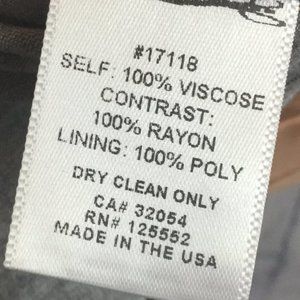 #17118
SELF: 100% VISCOSE
CONTRAST:
100% RAYON
LINING: 100% POLY
DRY CLEAN ONLY
CA# 32054
RN# 125552
MADE IN THE USA